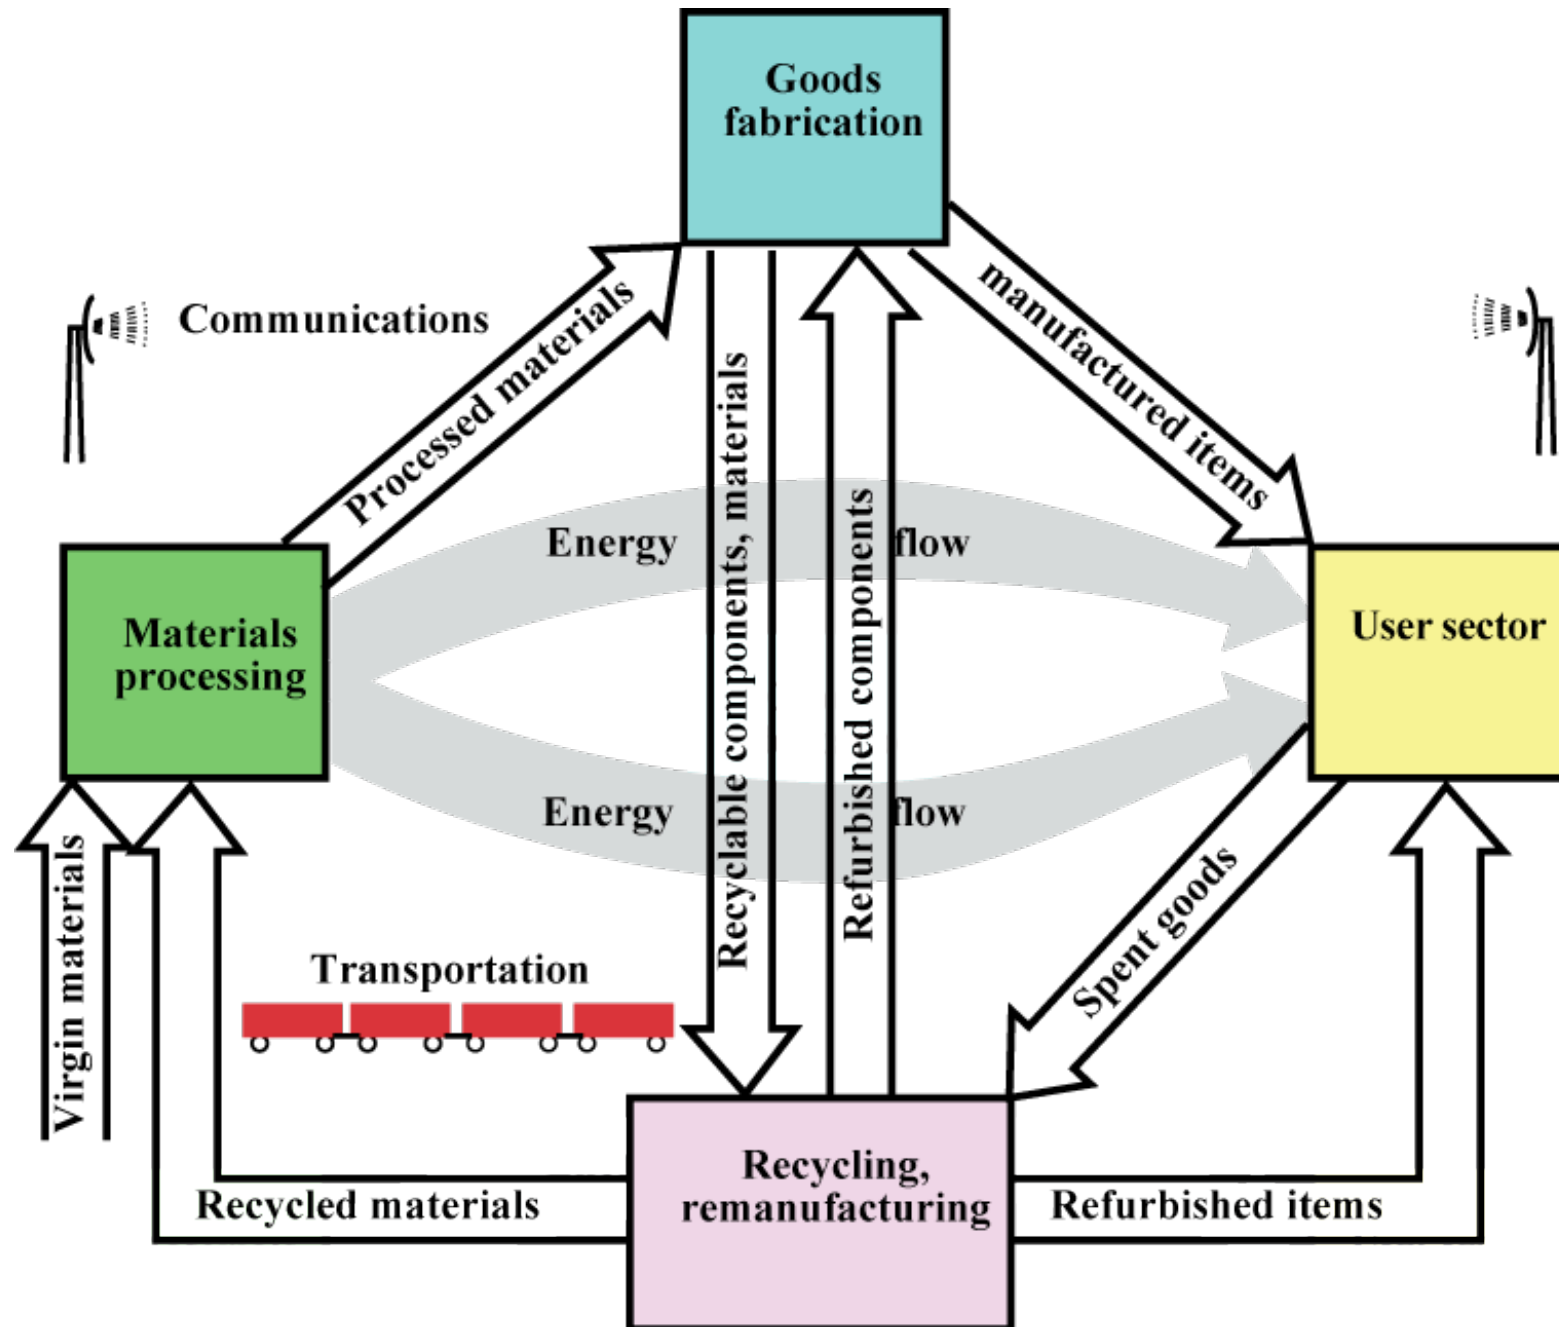 Goods
fabrication
Communications
Processed materials
manufactured items
Recyclable components, materials
Refurbished components
Energy flow
Materials
processing
User sector
Energy flow
Virgin materials
Transportation
Spent goods
Recycling,
remanufacturing
Recycled materials
Refurbished items